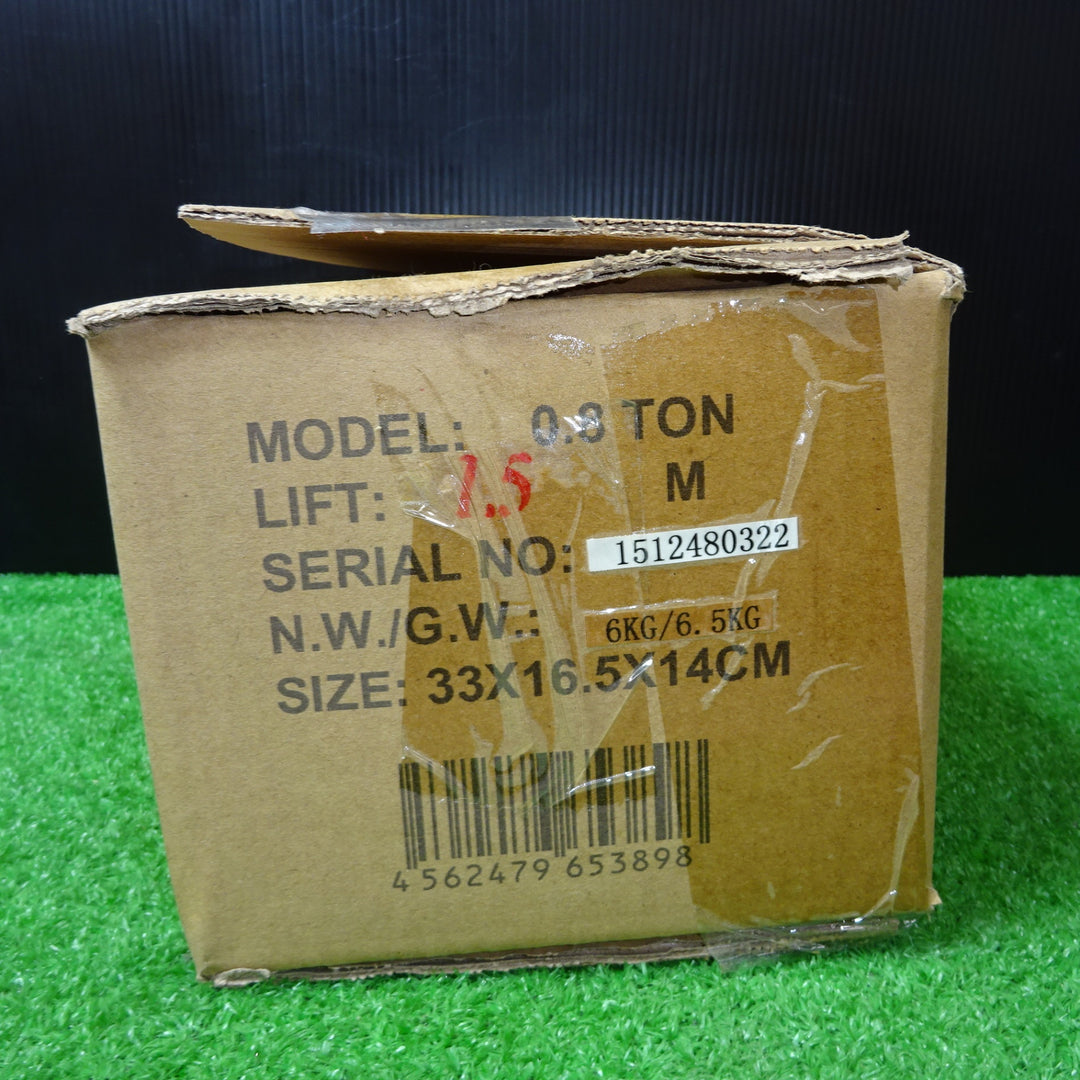 MODEL: 0.8 TON
LIFT: 1.5 M
SERIAL NO: 1512480322
N.W./G.W.: 6KG/6.5KG
SIZE: 33X16.5X14CM
4 562479 653898